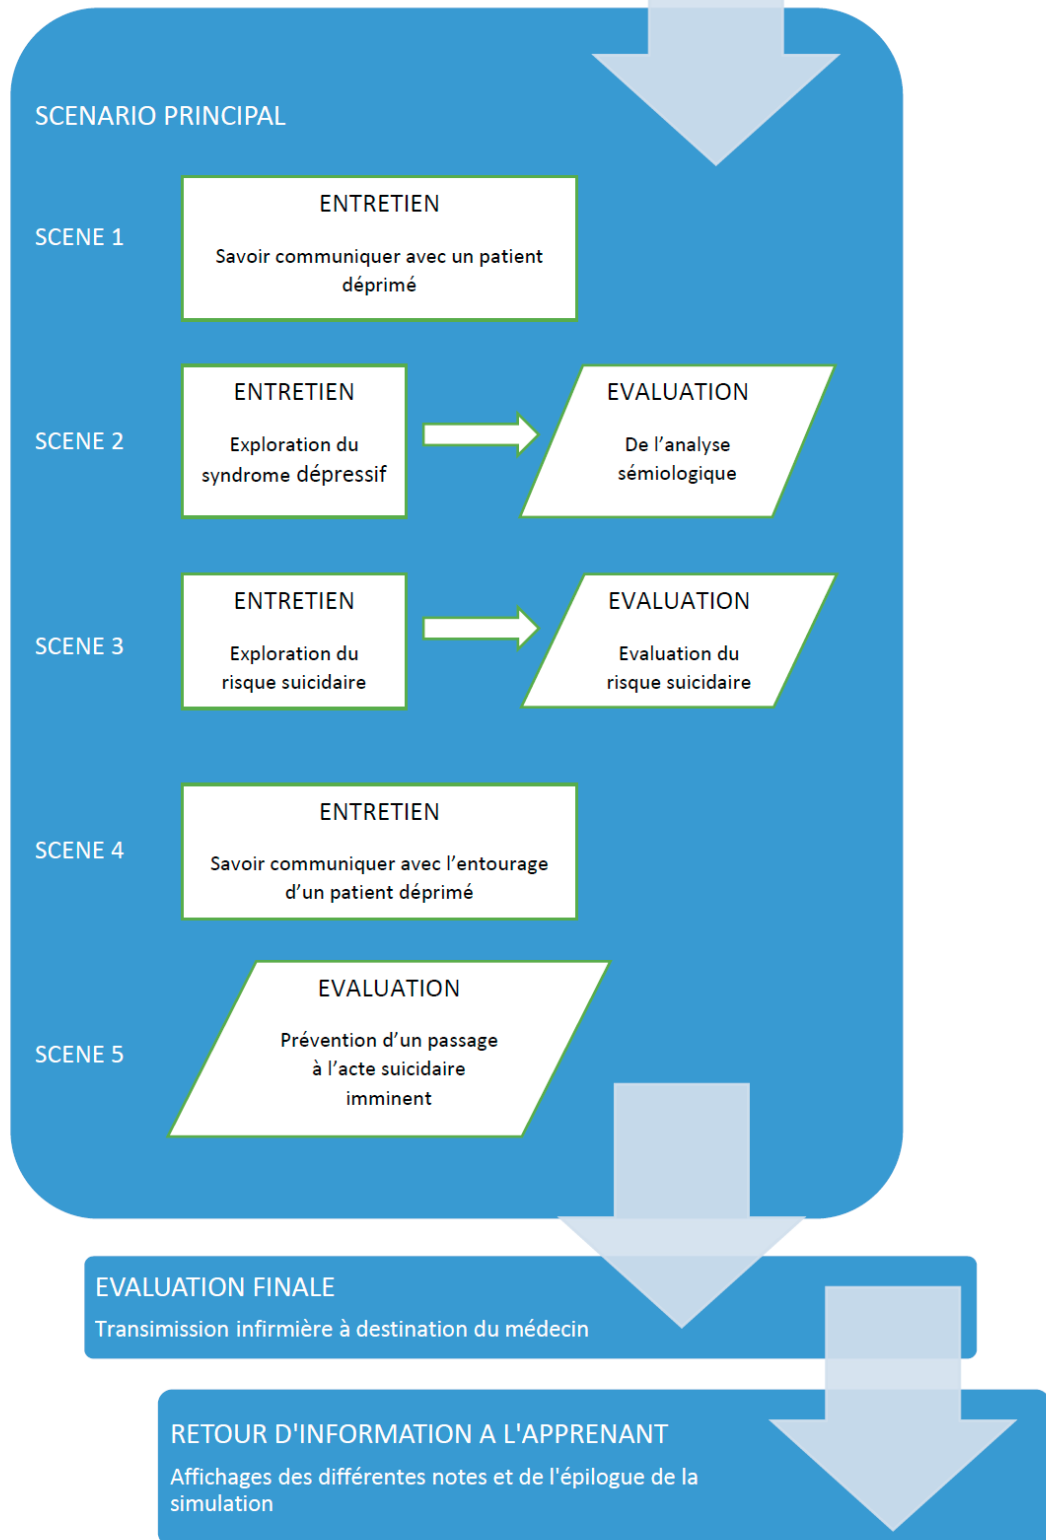 SCENARIO PRINCIPAL
SCENE 1
ENTRETIEN
Savoir communiquer avec un patient
déprimé
SCENE 2
ENTRETIEN
Exploration du
syndrome dépressif
EVALUATION
De l'analyse
sémiologique
SCENE 3
ENTRETIEN
Exploration du
risque suicidaire
EVALUATION
Evaluation du
risque suicidaire
SCENE 4
ENTRETIEN
Savoir communiquer avec l'entourage
d'un patient déprimé
SCENE 5
EVALUATION
Prévention d'un passage
à l'acte suicidaire
imminent
EVALUATION FINALE
Transimission infirmière à destination du médecin
RETOUR D'INFORMATION A L'APPRENANT
Affichages des différentes notes et de l'épilogue de la
simulation